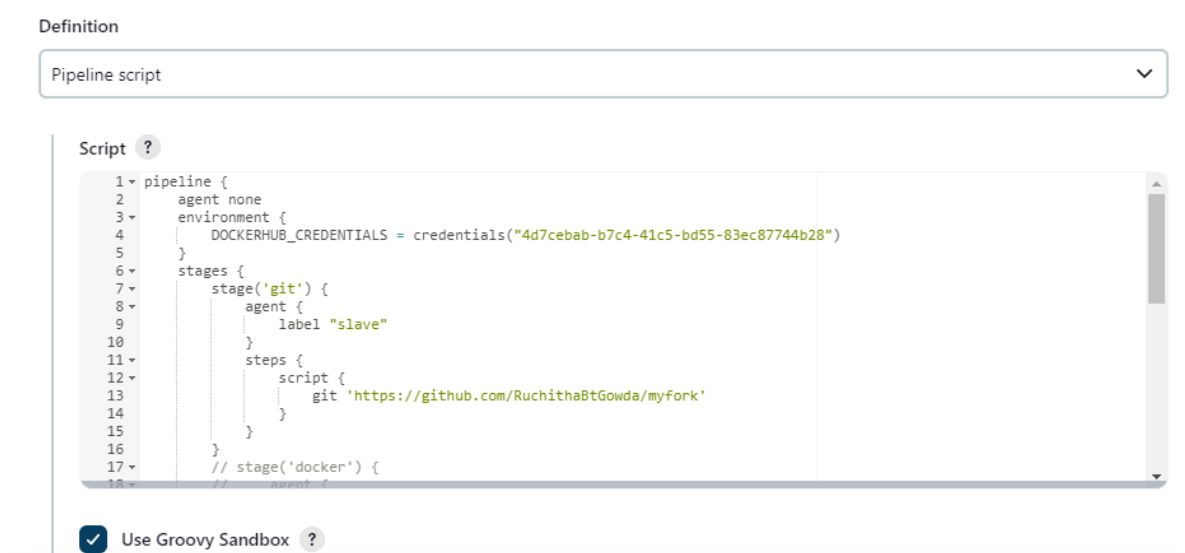 Definition
Pipeline script
Script ?
1 pipeline {
2 agent none
3 environment {
4 DOCKERHUB_CREDENTIALS = credentials("4d7cebab-b7c4-41c5-bd55-83ec87744b28")
5 }
6 stages {
7 stage('git') {
8 agent {
9 label "slave"
10 }
11 steps {
12 script {
13 git 'https://github.com/RuchithaBtGowda/myfork'
14 }
15 }
16 }
17 // stage('docker') {
18 // agent {
Use Groovy Sandbox ?